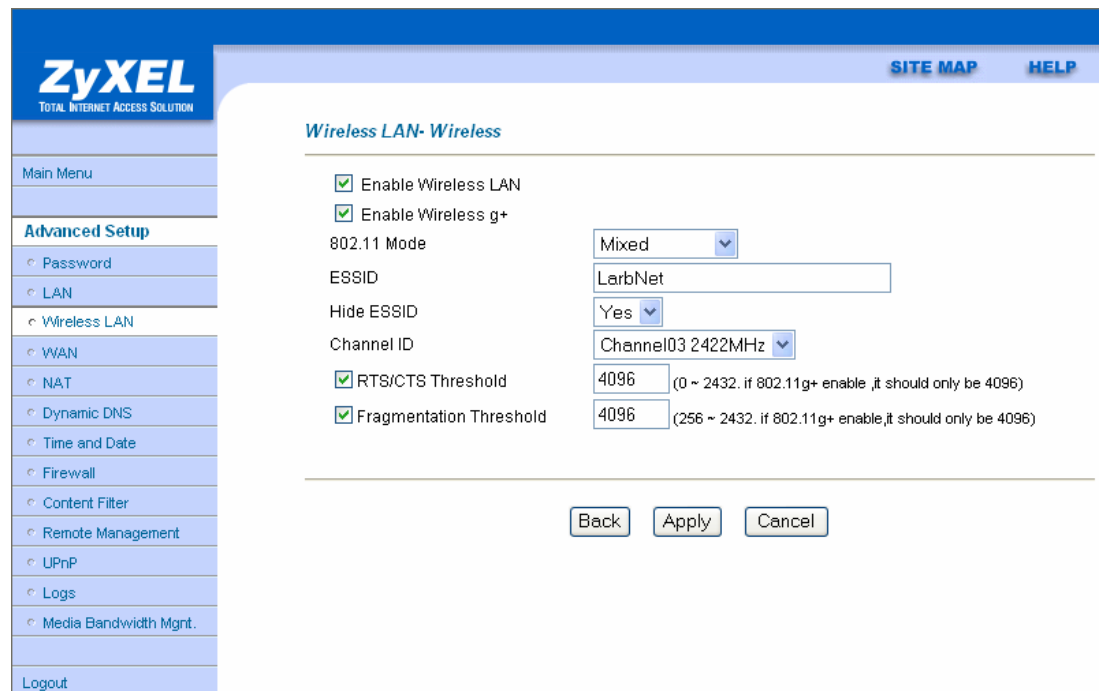 SITE MAP HELP
ZyXEL
TOTAL INTERNET ACCESS SOLUTION
Main Menu
Advanced Setup
Password
LAN
Wireless LAN
WAN
NAT
Dynamic DNS
Time and Date
Firewall
Content Filter
Remote Management
UPnP
Logs
Media Bandwidth Mgnt.
Logout
Wireless LAN- Wireless
Enable Wireless LAN
Enable Wireless g+
802.11 Mode Mixed
ESSID LarbNet
Hide ESSID Yes
Channel ID Channel03 2422MHz
RTS/CTS Threshold 4096 (0 ~ 2432. if 802.11g+ enable ,it should only be 4096)
Fragmentation Threshold 4096 (256 ~ 2432. if 802.11g+ enable,it should only be 4096)
Back Apply Cancel